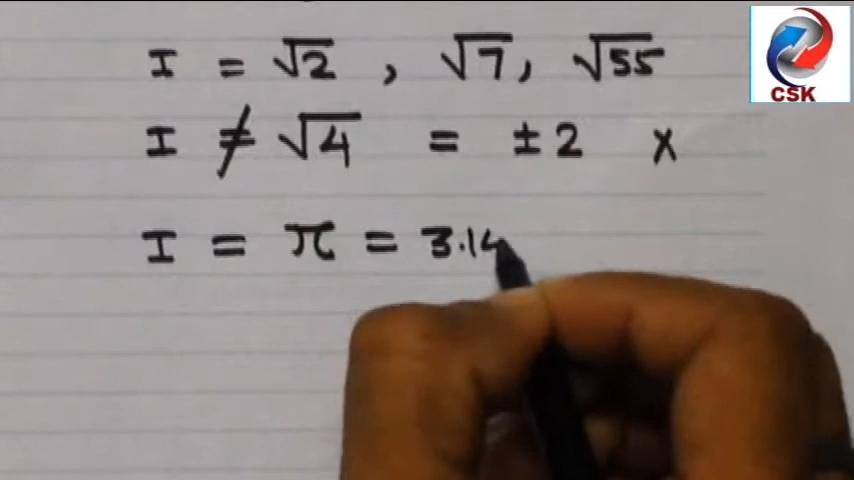 I = √2 , √7, √55
I ≠ √4 = ±2 x
I = π = 3.14
CSK